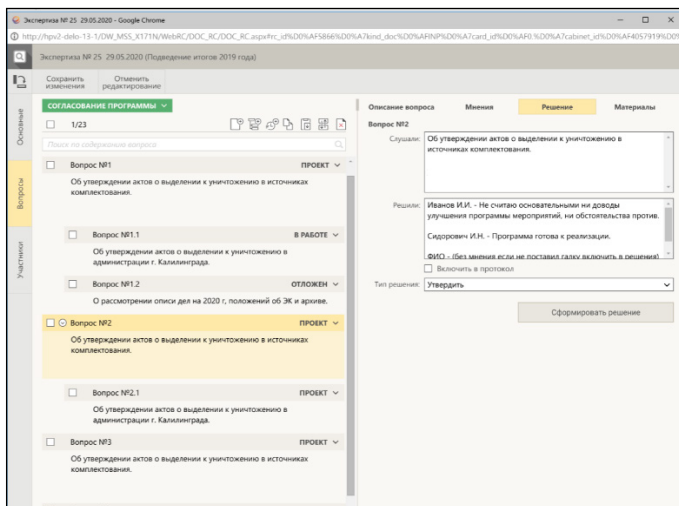 Экспертиза № 25 29.05.2020 - Google Chrome
http://hpv2-delo-13-1/DW_MSS_X171N/WebRC/DOC_RC/DOC_RC.aspx#rc_id%D0%AF5866%D0%A7kind_doc%D0%AFINP%D0%A7card_id%D0%AF0.%D0%A7cabinet_id%D0%AF4057919%D0%
Экспертиза № 25 29.05.2020 (Подведение итогов 2019 года)
Сохранить изменения
Отменить редактирование
Основные
Вопросы
Участники
СОГЛАСОВАНИЕ ПРОГРАММЫ
1/23
Поиск по содержанию вопроса
Вопрос №1 ПРОЕКТ
Об утверждении актов о выделении к уничтожению в источниках
комплектования.
Вопрос №1.1 В РАБОТЕ
Об утверждении актов о выделении к уничтожению в
администрации г. Калилинграда.
Вопрос №1.2 ОТЛОЖЕН
О рассмотрении описи дел на 2020 г, положений об ЭК и архиве.
Вопрос №2 ПРОЕКТ
Об утверждении актов о выделении к уничтожению в источниках
комплектования.
Вопрос №2.1 ПРОЕКТ
Об утверждении актов о выделении к уничтожению в
администрации г. Калилинграда.
Вопрос №3 ПРОЕКТ
Об утверждении актов о выделении к уничтожению в источниках
комплектования.
Описание вопроса Мнения Решение Материалы
Вопрос №2
Слушали: Об утверждении актов о выделении к уничтожению в
источниках комплектования.
Решили: Иванов И.И. - Не считаю основательными ни доводы
улучшения программы мероприятий, ни обстоятельства против.
Сидорович И.Н. - Программа готова к реализации.
ФИО - (без мнения если не поставил галку включить в решения)
Включить в протокол
Тип решения: Утвердить
Сформировать решение